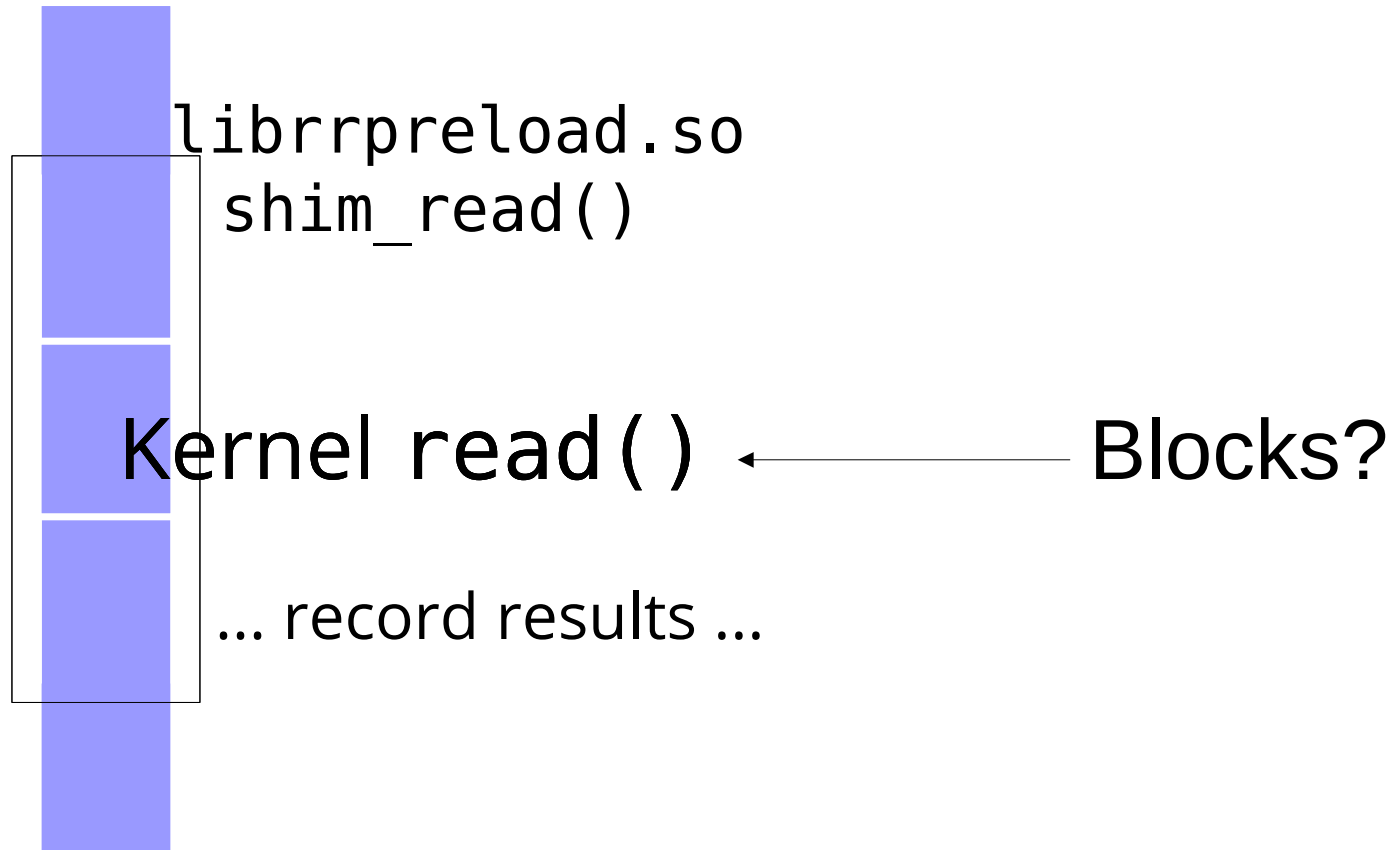 librrpreload.so
shim_read()
Kernel read()
Blocks?
... record results ...